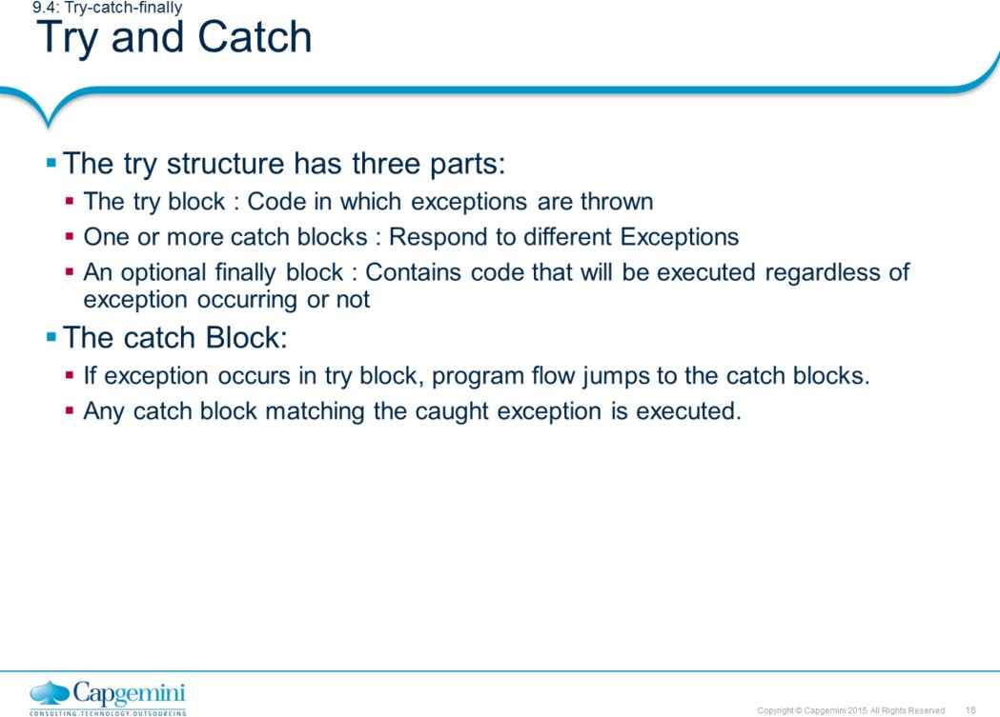 9.4: Try-catch-finally
Try and Catch
The try structure has three parts:
The try block : Code in which exceptions are thrown
One or more catch blocks : Respond to different Exceptions
An optional finally block : Contains code that will be executed regardless of
exception occurring or not
The catch Block:
If exception occurs in try block, program flow jumps to the catch blocks.
Any catch block matching the caught exception is executed.
Capgemini
CONSULTING.TECHNOLOGY.OUTSOURCING
Copyright © Capgemini 2015. All Rights Reserved 18